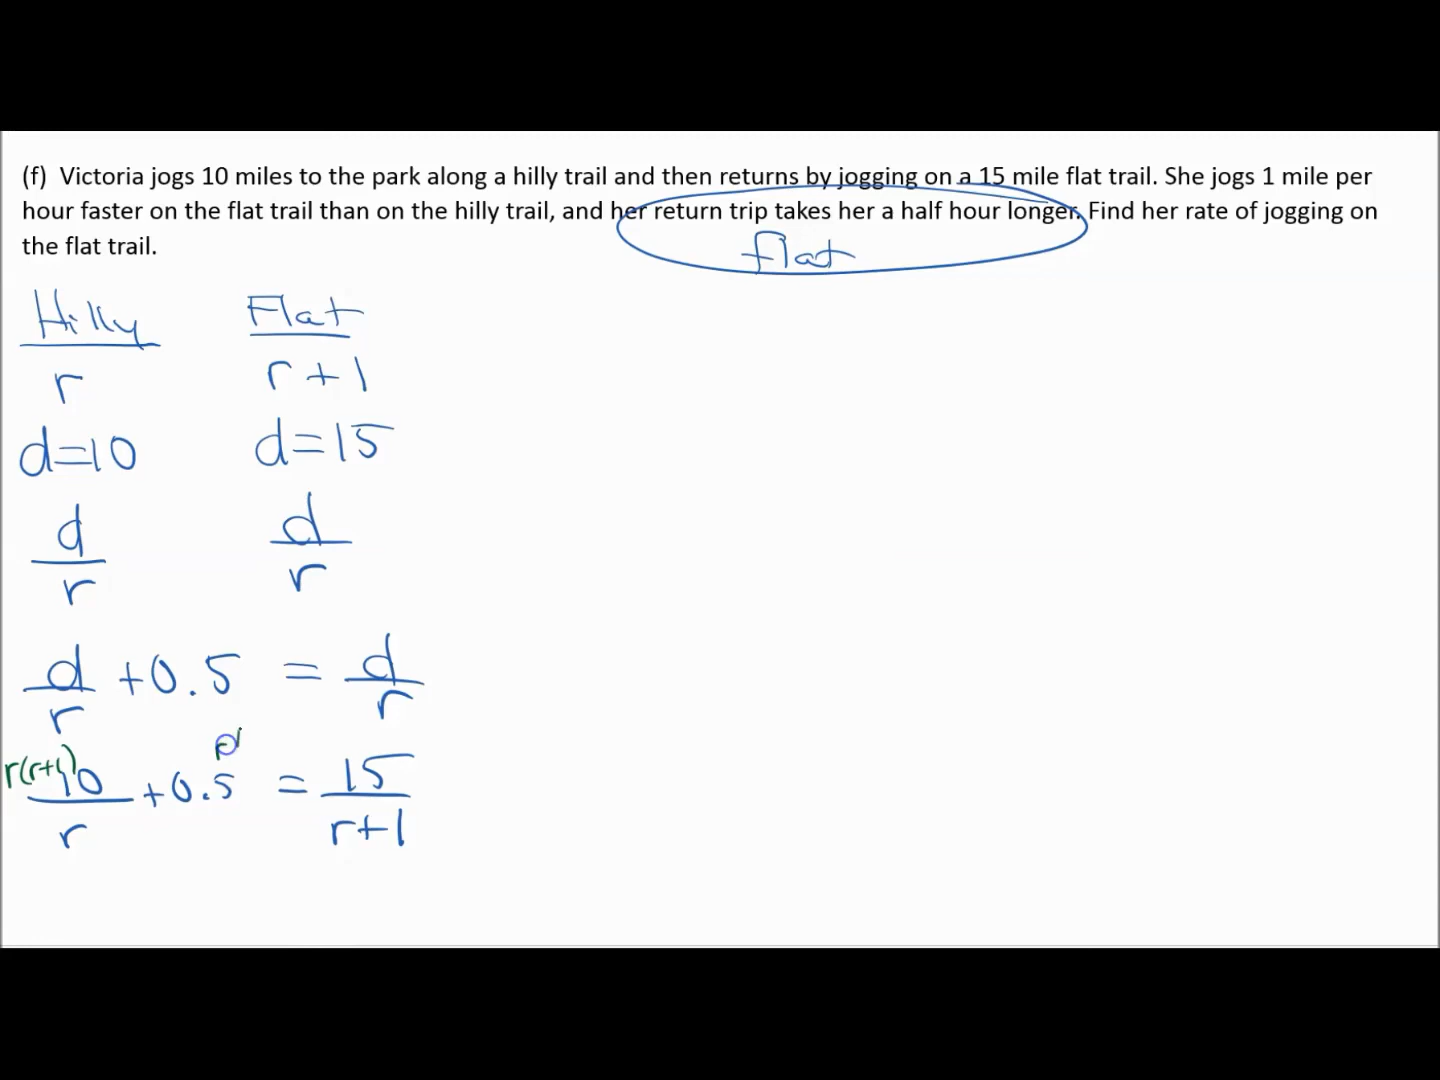 (f) Victoria jogs 10 miles to the park along a hilly trail and then returns by jogging on a 15 mile flat trail. She jogs 1 mile per
hour faster on the flat trail than on the hilly trail, and her return trip takes her a half hour longer. Find her rate of jogging on
the flat trail.
flat
Hilly Flat
r r+1
d=10 d=15
d d
r r
d +0.5 = d
r r
r(r+1) r
10 +0.5 = 15
r r+1